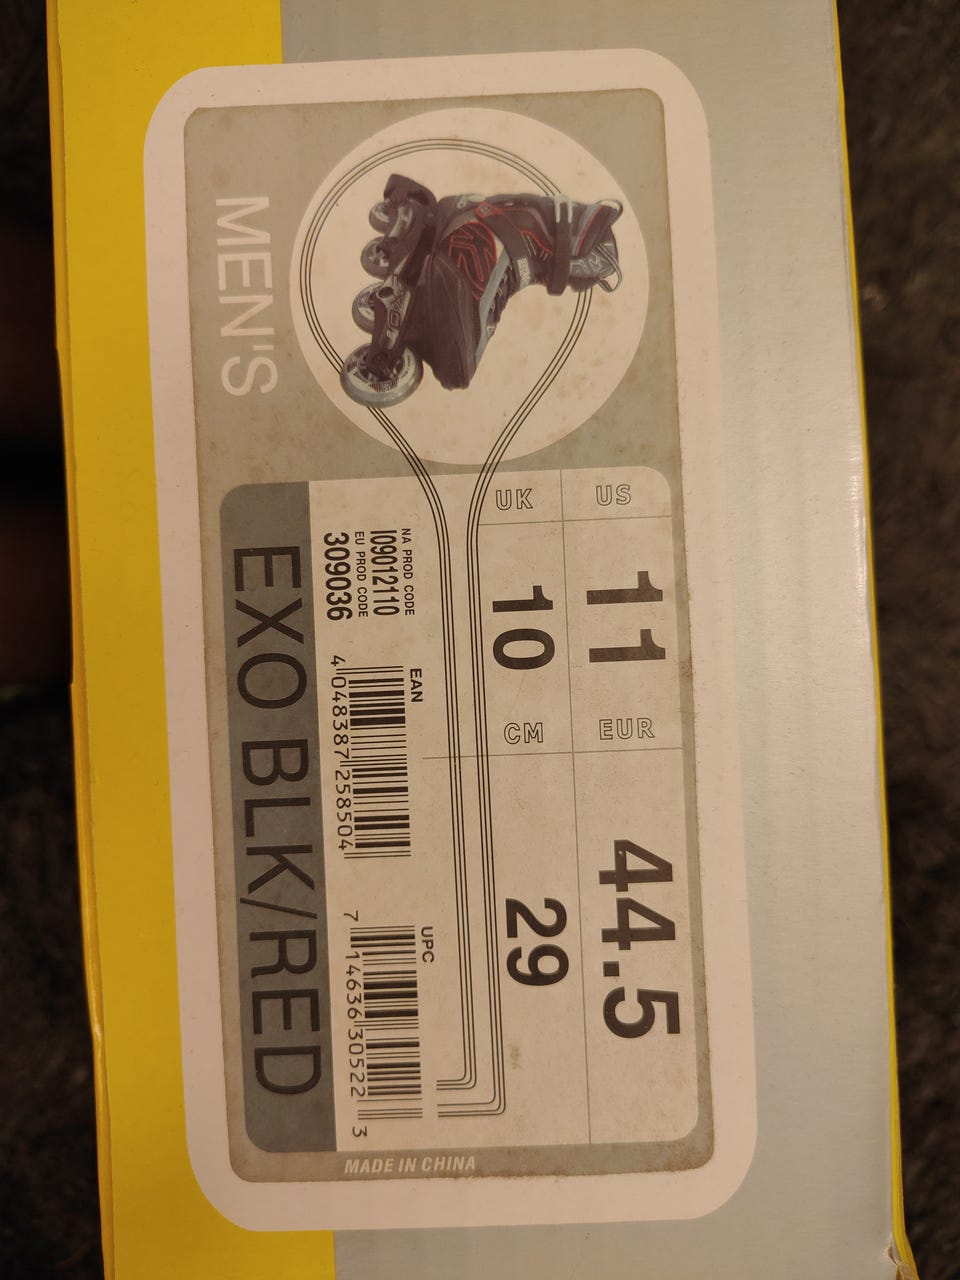 MEN'S
US
11
EUR
44.5
UK
10
CM
29
NA PROD CODE
I09012110
EU PROD CODE
309036
EAN
4 048387 258504
UPC
7 14636 30522 3
EXO BLK/RED
MADE IN CHINA